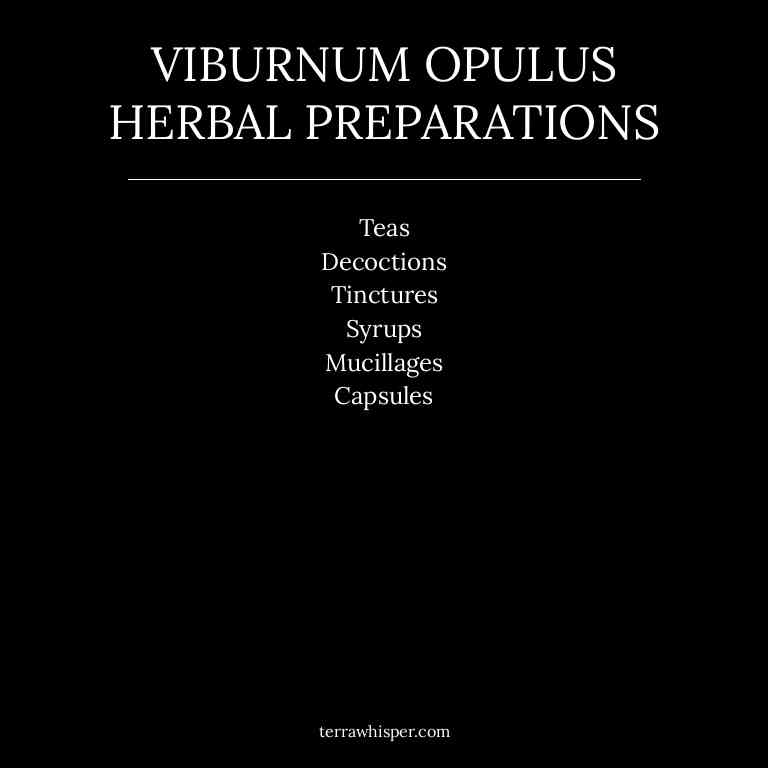 VIBURNUM OPULUS
HERBAL PREPARATIONS
Teas
Decoctions
Tinctures
Syrups
Mucillages
Capsules
terrawhisper.com